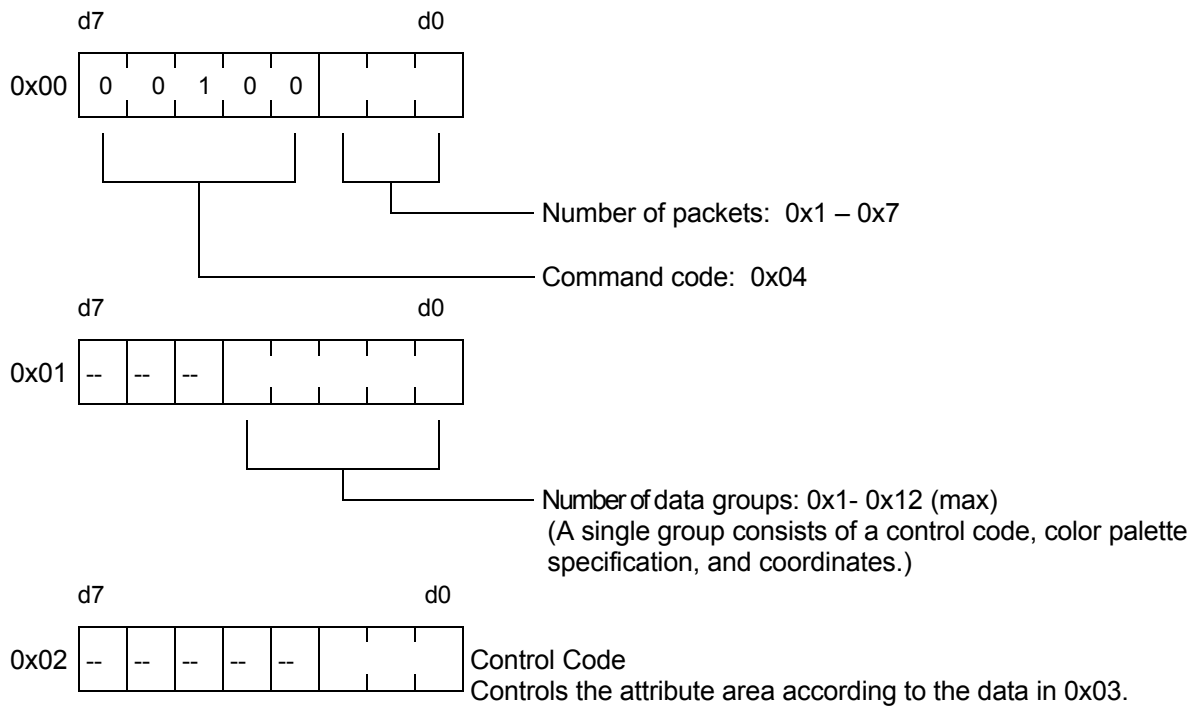 d7 d0
0x00 0 0 1 0 0
Number of packets: 0x1 – 0x7
Command code: 0x04
d7 d0
0x01 -- -- --
Number of data groups: 0x1- 0x12 (max)
(A single group consists of a control code, color palette
specification, and coordinates.)
d7 d0
0x02 -- -- -- -- -- Control Code
Controls the attribute area according to the data in 0x03.